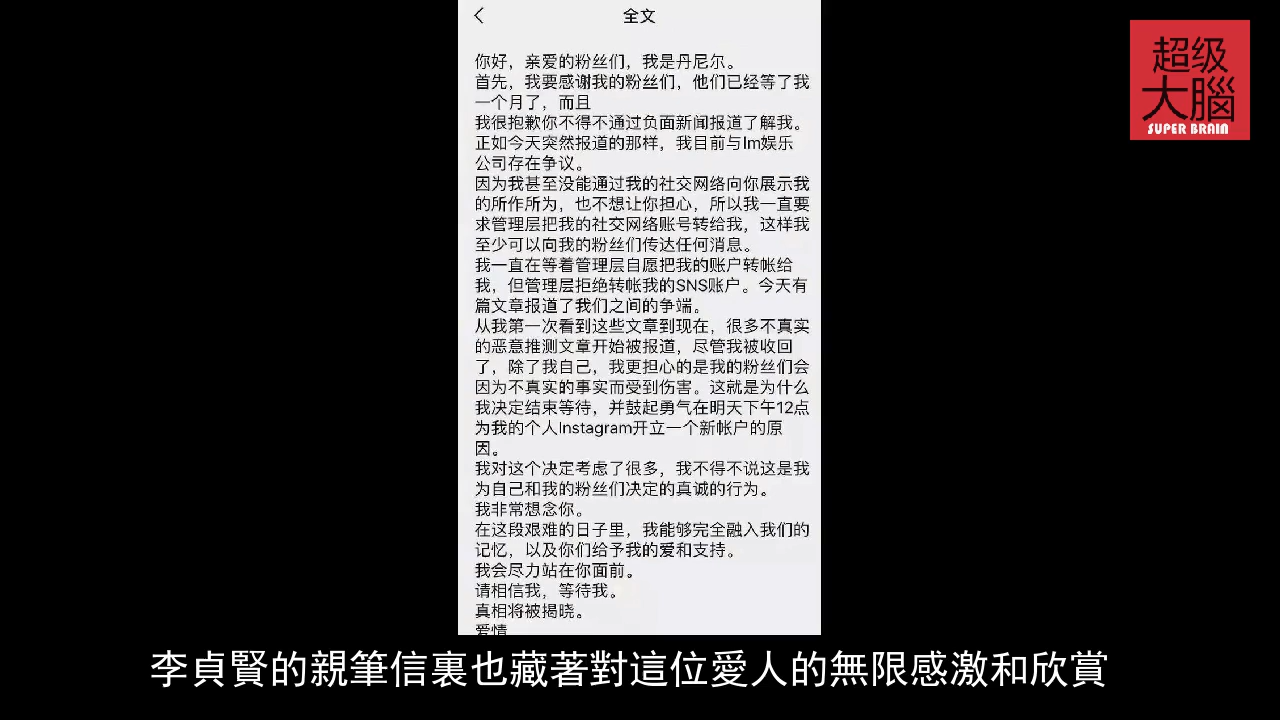 全文
超级
大腦
SUPER BRAIN
你好，亲爱的粉丝们，我是丹尼尔。
首先，我要感谢我的粉丝们，他们已经等了我
一个月了，而且
我很抱歉你不得不通过负面新闻报道了解我。
正如今天突然报道的那样，我目前与lm娱乐
公司存在争议。
因为我甚至没能通过我的社交网络向你展示我
的所作所为，也不想让你担心，所以我一直要
求管理层把我的社交网络账号转给我，这样我
至少可以向我的粉丝们传达任何消息。
我一直在等着管理层自愿把我的账户转帐给
我，但管理层拒绝转帐我的SNS账户。今天有
篇文章报道了我们之间的争端。
从我第一次看到这些文章到现在，很多不真实
的恶意推测文章开始被报道，尽管我被收回
了，除了我自己，我更担心的是我的粉丝们会
因为不真实的事实而受到伤害。这就是为什么
我决定结束等待，并鼓起勇气在明天下午12点
为我的个人Instagram开立一个新帐户的原
因。
我对这个决定考虑了很多，我不得不说这是我
为自己和我的粉丝们决定的真诚的行为。
我非常想念你。
在这段艰难的日子里，我能够完全融入我们的
记忆，以及你们给予我的爱和支持。
我会尽力站在你面前。
请相信我，等待我。
真相将被揭晓。
爱情
李貞賢的親筆信裏也藏著對這位愛人的無限感激和欣賞